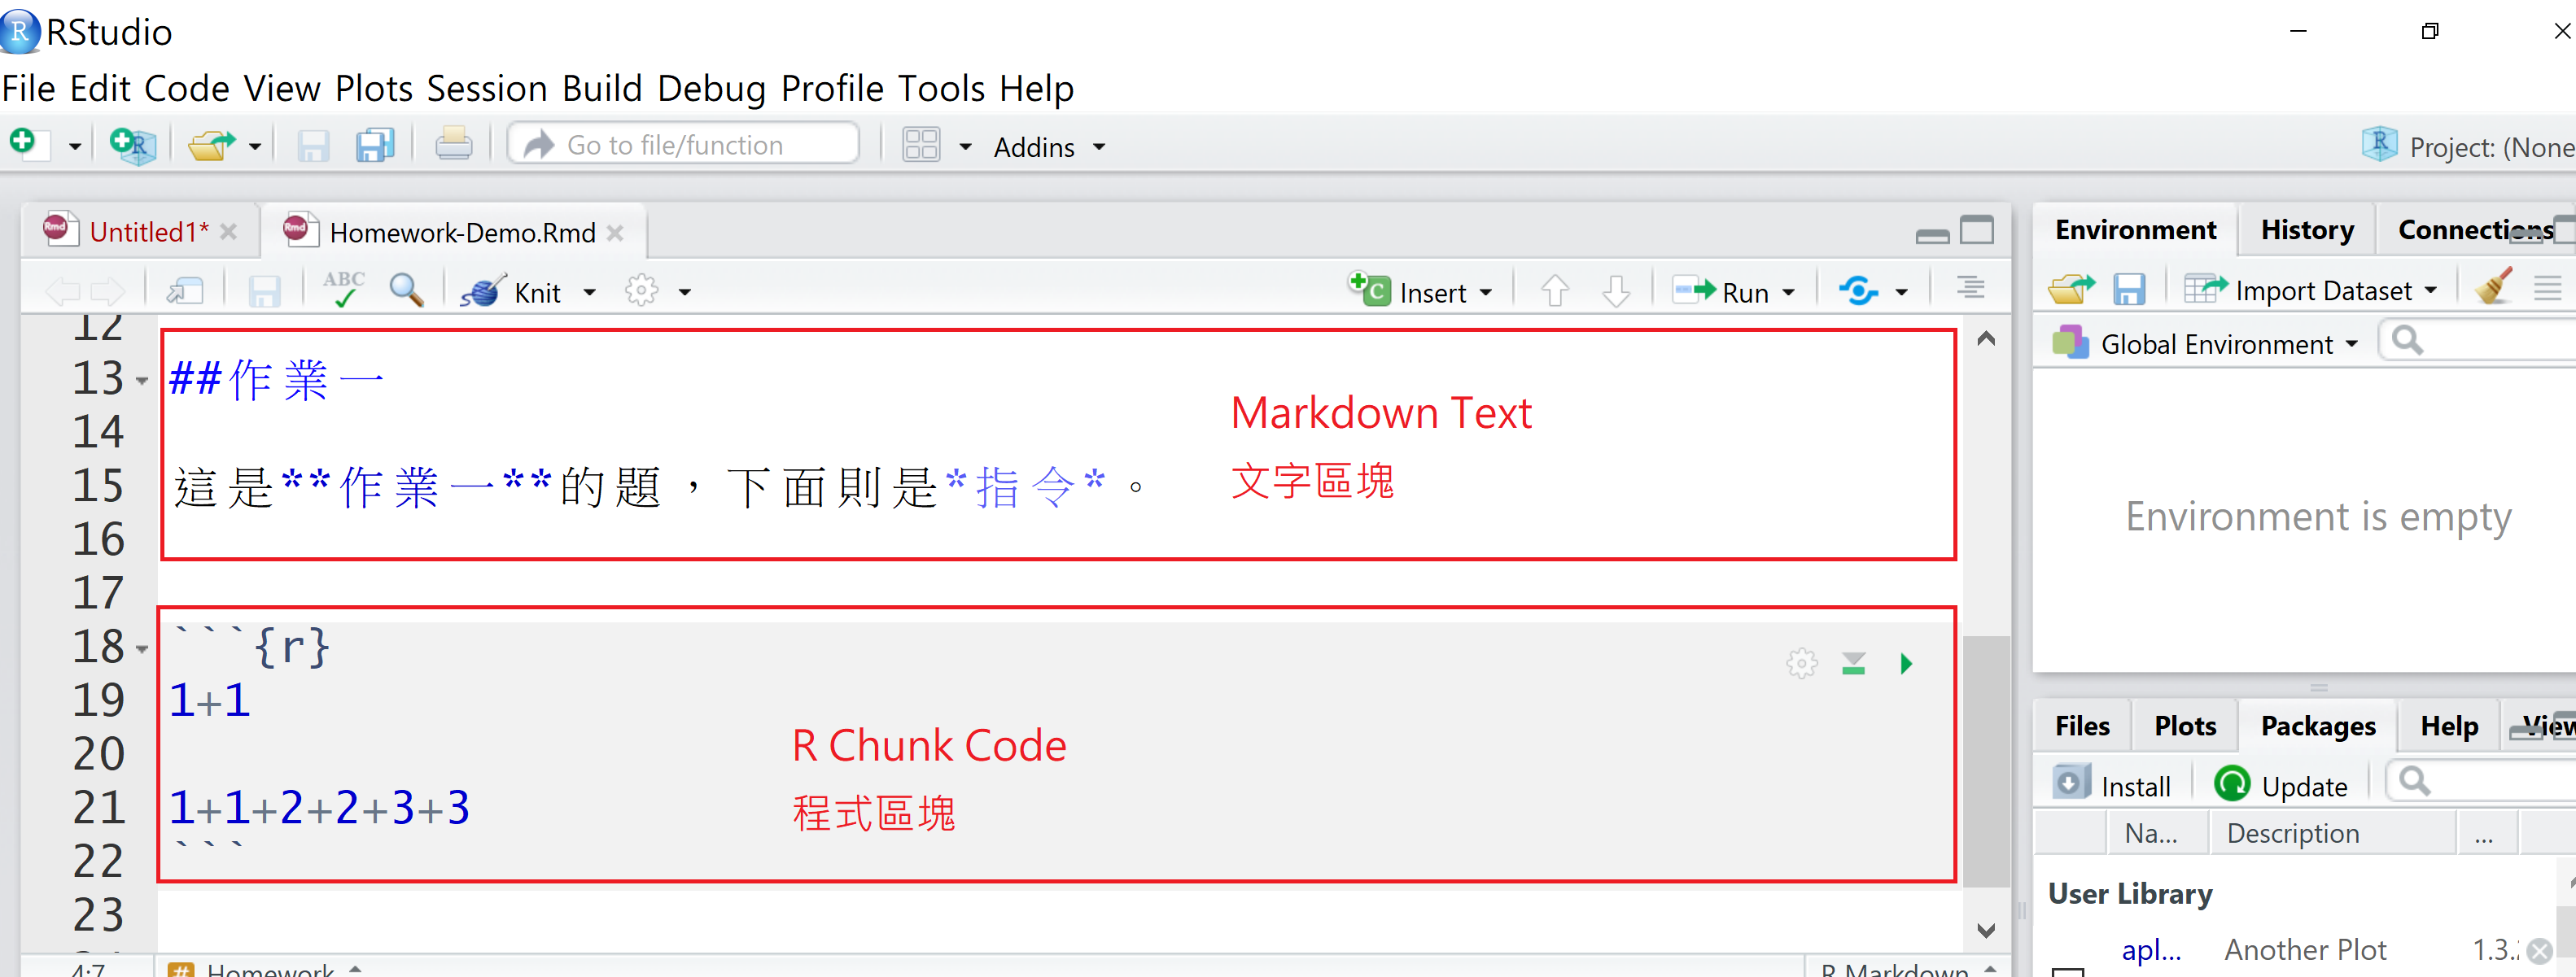 RStudio
File Edit Code View Plots Session Build Debug Profile Tools Help
Go to file/function
Addins
Project: (None
Untitled1*
Homework-Demo.Rmd
Environment History Connections
ABC
Knit
Insert
Run
Import Dataset
Global Environment
12
13 ##作業一
14
15 這是**作業一**的題，下面則是*指令*。
16
17
18 ```{r}
19 1+1
20
21 1+1+2+2+3+3
22 ```
23
Markdown Text
文字區塊
R Chunk Code
程式區塊
Environment is empty
Files Plots Packages Help View
Install Update
Na... Description ...
User Library
apl... Another Plot 1.3.
4:7 # Homework R Markdown